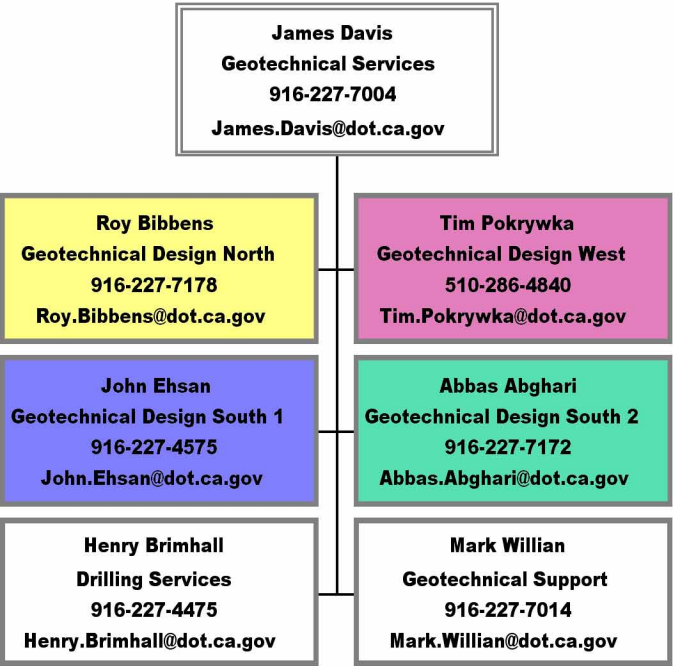 James Davis
Geotechnical Services
916-227-7004
James.Davis@dot.ca.gov
Roy Bibbens
Geotechnical Design North
916-227-7178
Roy.Bibbens@dot.ca.gov
Tim Pokrywka
Geotechnical Design West
510-286-4840
Tim.Pokrywka@dot.ca.gov
John Ehsan
Geotechnical Design South 1
916-227-4575
John.Ehsan@dot.ca.gov
Abbas Abghari
Geotechnical Design South 2
916-227-7172
Abbas.Abghari@dot.ca.gov
Henry Brimhall
Drilling Services
916-227-4475
Henry.Brimhall@dot.ca.gov
Mark Willian
Geotechnical Support
916-227-7014
Mark.Willian@dot.ca.gov